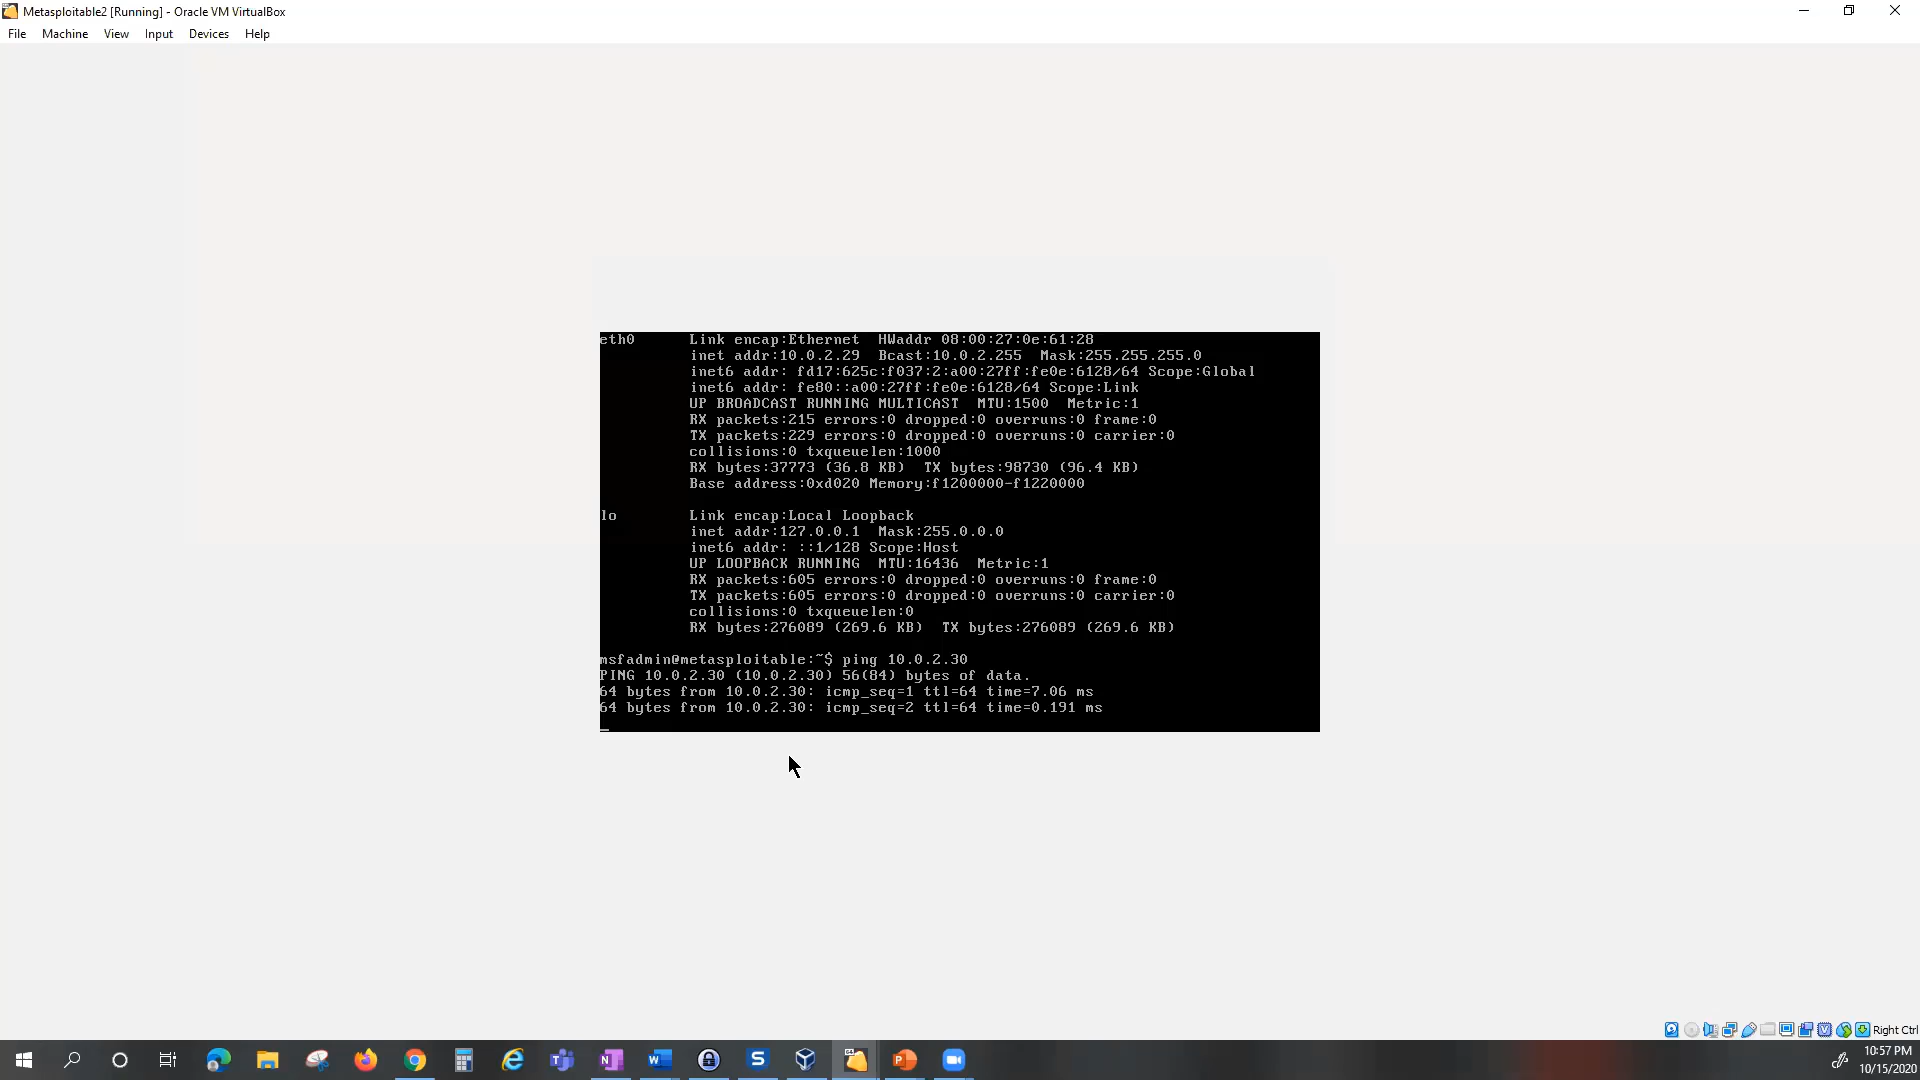 Metasploitable2 [Running] - Oracle VM VirtualBox
File Machine View Input Devices Help
eth0 Link encap:Ethernet HWaddr 08:00:27:0e:61:28
inet addr:10.0.2.29 Bcast:10.0.2.255 Mask:255.255.255.0
inet6 addr: fd17:625c:f037:2:a00:27ff:fe0e:6128/64 Scope:Global
inet6 addr: fe80::a00:27ff:fe0e:6128/64 Scope:Link
UP BROADCAST RUNNING MULTICAST MTU:1500 Metric:1
RX packets:215 errors:0 dropped:0 overruns:0 frame:0
TX packets:229 errors:0 dropped:0 overruns:0 carrier:0
collisions:0 txqueuelen:1000
RX bytes:37773 (36.8 KB) TX bytes:98730 (96.4 KB)
Base address:0xd020 Memory:f1200000-f1220000
lo Link encap:Local Loopback
inet addr:127.0.0.1 Mask:255.0.0.0
inet6 addr: ::1/128 Scope:Host
UP LOOPBACK RUNNING MTU:16436 Metric:1
RX packets:605 errors:0 dropped:0 overruns:0 frame:0
TX packets:605 errors:0 dropped:0 overruns:0 carrier:0
collisions:0 txqueuelen:0
RX bytes:276089 (269.6 KB) TX bytes:276089 (269.6 KB)
msfadmin@metasploitable:~$ ping 10.0.2.30
PING 10.0.2.30 (10.0.2.30) 56(84) bytes of data.
64 bytes from 10.0.2.30: icmp_seq=1 ttl=64 time=7.06 ms
64 bytes from 10.0.2.30: icmp_seq=2 ttl=64 time=0.191 ms
Right Ctrl
10:57 PM
10/15/2020